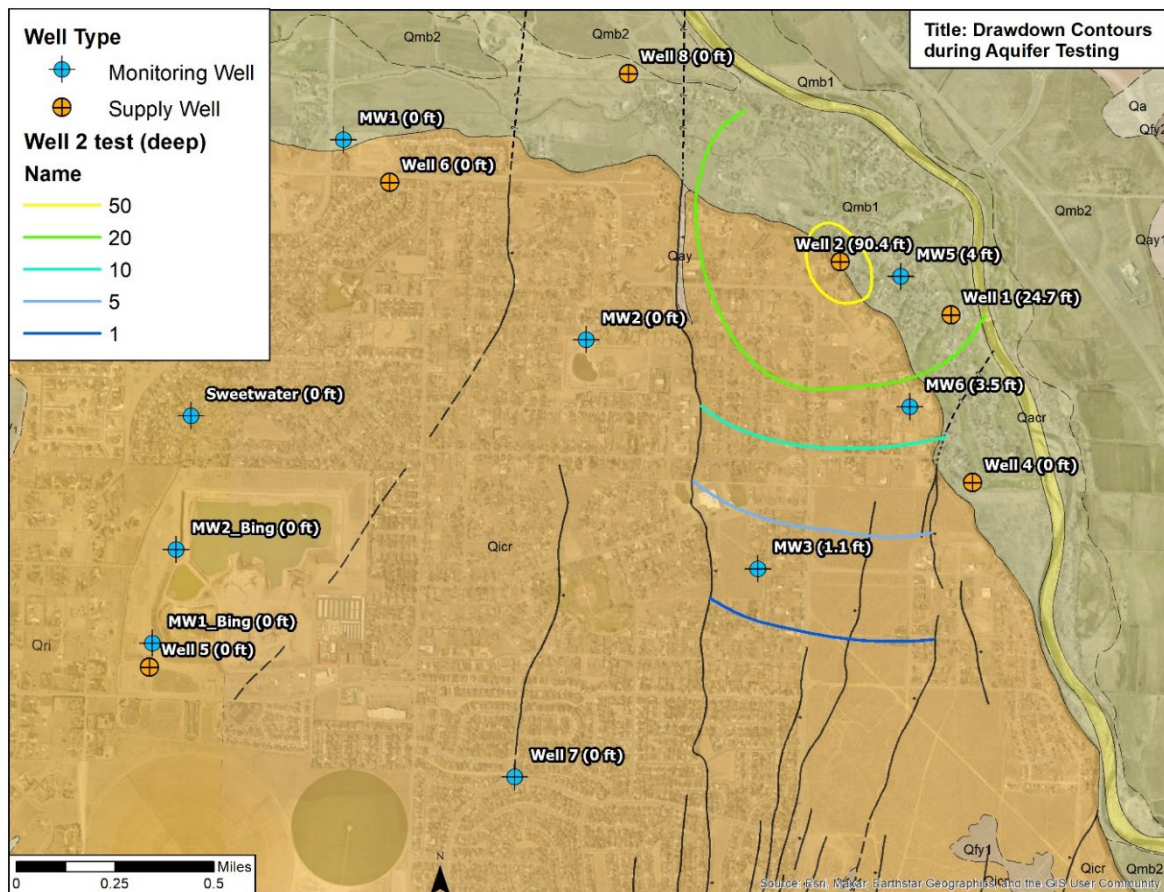 Well Type
Monitoring Well
Supply Well
Well 2 test (deep)
Name
50
20
10
5
1
Title: Drawdown Contours
during Aquifer Testing
Qmb2
Qmb2
Well 8 (0 ft)
Qmb1
Qa
Qfy2
MW1 (0 ft)
Well 6 (0 ft)
Qmb1
Qmb2
Qay1
Well 2 (90.4 ft)
Qay
MW5 (4 ft)
Well 1 (24.7 ft)
MW2 (0 ft)
MW6 (3.5 ft)
Sweetwater (0 ft)
Qacr
Well 4 (0 ft)
MW2_Bing (0 ft)
Qicr
MW3 (1.1 ft)
MW1_Bing (0 ft)
Qri
Well 5 (0 ft)
Well 7 (0 ft)
Qfy1
Qicr
Qicr
Qmb2
N
Miles
0 0.25 0.5
Source: Esri, Maxar, Earthstar Geographics, and the GIS User Community